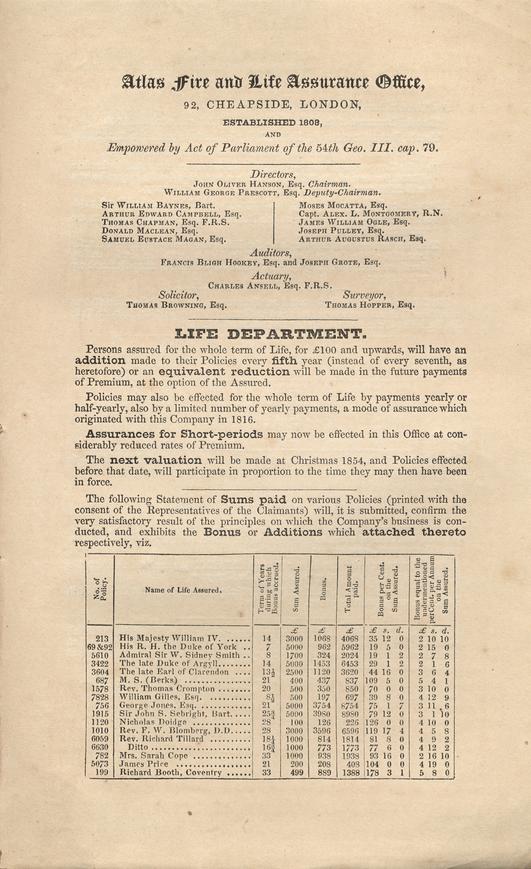 Atlas Fire and Life Assurance Office,
92, CHEAPSIDE, LONDON,
ESTABLISHED 1808,
AND
Empowered by Act of Parliament of the 54th Geo. III. cap. 79.
Directors,
JOHN OLIVER HANSON, Esq. Chairman.
WILLIAM GEORGE PRESCOTT, Esq. Deputy-Chairman.
Sir WILLIAM BAYNES, Bart.
ARTHUR EDWARD CAMPBELL, Esq.
THOMAS CHAPMAN, Esq. F.R.S.
DONALD MACLEAN, Esq.
SAMUEL EUSTACE MAGAN, Esq.
MOSES MOCATTA, Esq.
Capt. ALEX. L. MONTGOMERY, R.N.
JAMES WILLIAM OGLE, Esq.
JOSEPH PULLEY, Esq.
ARTHUR AUGUSTUS RASCH, Esq.
Auditors,
FRANCIS BLIGH HOOKEY, Esq. and JOSEPH GROTE, Esq.
Actuary,
CHARLES ANSELL, Esq. F.R.S.
Solicitor,
THOMAS BROWNING, Esq.
Surveyor,
THOMAS HOPPER, Esq.
LIFE DEPARTMENT.
Persons assured for the whole term of Life, for £100 and upwards, will have an
addition made to their Policies every fifth year (instead of every seventh, as
heretofore) or an equivalent reduction will be made in the future payments
of Premium, at the option of the Assured.
Policies may also be effected for the whole term of Life by payments yearly or
half-yearly, also by a limited number of yearly payments, a mode of assurance which
originated with this Company in 1816.
Assurances for Short-periods may now be effected in this Office at con-
siderably reduced rates of Premium.
The next valuation will be made at Christmas 1854, and Policies effected
before that date, will participate in proportion to the time they may then have been
in force.
The following Statement of Sums paid on various Policies (printed with the
consent of the Representatives of the Claimants) will, it is submitted, confirm the
very satisfactory result of the principles on which the Company's business is con-
ducted, and exhibits the Bonus or Additions which attached thereto
respectively, viz.
No. of Policy. Name of Life Assured. Term of Years during which Bonus accrued. Sum Assured. Bonus. Total Amount paid. Bonus per Cent. on the Sum Assured. Bonus equal to the undermentioned per Cent. per Annum on the Sum Assured.
£ £ £ £ s. d. £ s. d.
213 His Majesty William IV. ...... 14 3000 1068 4068 35 12 0 2 10 10
69 & 92 His R. H. the Duke of York .. 7 5000 962 5962 19 5 0 2 15 0
5610 Admiral Sir W. Sidney Smith .. 8 1700 324 2024 19 1 2 2 7 8
3422 The late Duke of Argyll....... 14 5000 1453 6453 29 1 2 2 1 6
3604 The late Earl of Clarendon .... 13½ 2500 1120 3620 44 16 0 3 6 4
687 M. S. (Berks) ................ 21 400 437 837 109 5 0 5 4 1
1578 Rev. Thomas Crompton ........ 20 500 350 850 70 0 0 3 10 0
7828 William Gilles, Esq. .......... 8½ 500 197 697 39 8 0 4 12 9
756 George Jones, Esq. ........... 21 5000 3754 8754 75 1 7 3 11 6
1915 Sir John S. Sebright, Bart..... 25¾ 5000 3980 8980 79 12 0 3 1 10
1120 Nicholas Doidge .............. 28 100 126 226 126 0 0 4 10 0
1010 Rev. F. W. Blomberg, D.D. .... 28 3000 3596 6596 119 17 4 4 5 8
6059 Rev. Richard Tillard .......... 18¼ 1000 814 1814 81 8 0 4 9 2
6630 Ditto ................. 16¾ 1000 773 1773 77 6 0 4 12 2
782 Mrs. Sarah Cope .............. 33 1000 938 1938 93 16 0 2 16 10
5073 James Price .................. 21 200 208 408 104 0 0 4 19 0
199 Richard Booth, Coventry ...... 33 499 889 1388 178 3 1 5 8 0